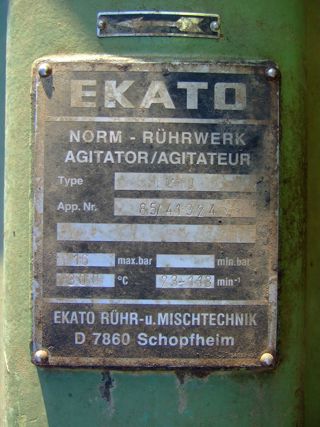 EKATO
NORM - RÜHRWERK
AGITATOR/AGITATEUR
Type
App. Nr.
max.bar min.bar
°C min⁻¹
EKATO RÜHR-u.MISCHTECHNIK
D 7860 Schopfheim